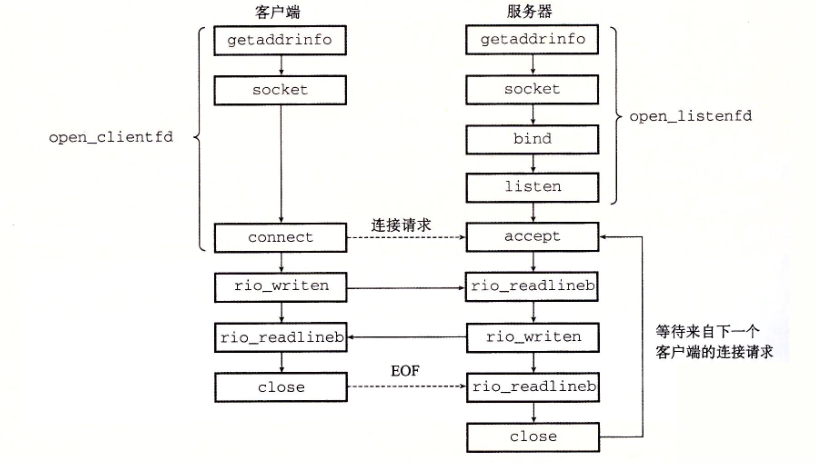 客户端
服务器
getaddrinfo
getaddrinfo
socket
socket
open_clientfd
open_listenfd
bind
listen
连接请求
connect
accept
rio_writen
rio_readlineb
rio_readlineb
rio_writen
等待来自下一个
客户端的连接请求
EOF
close
rio_readlineb
close